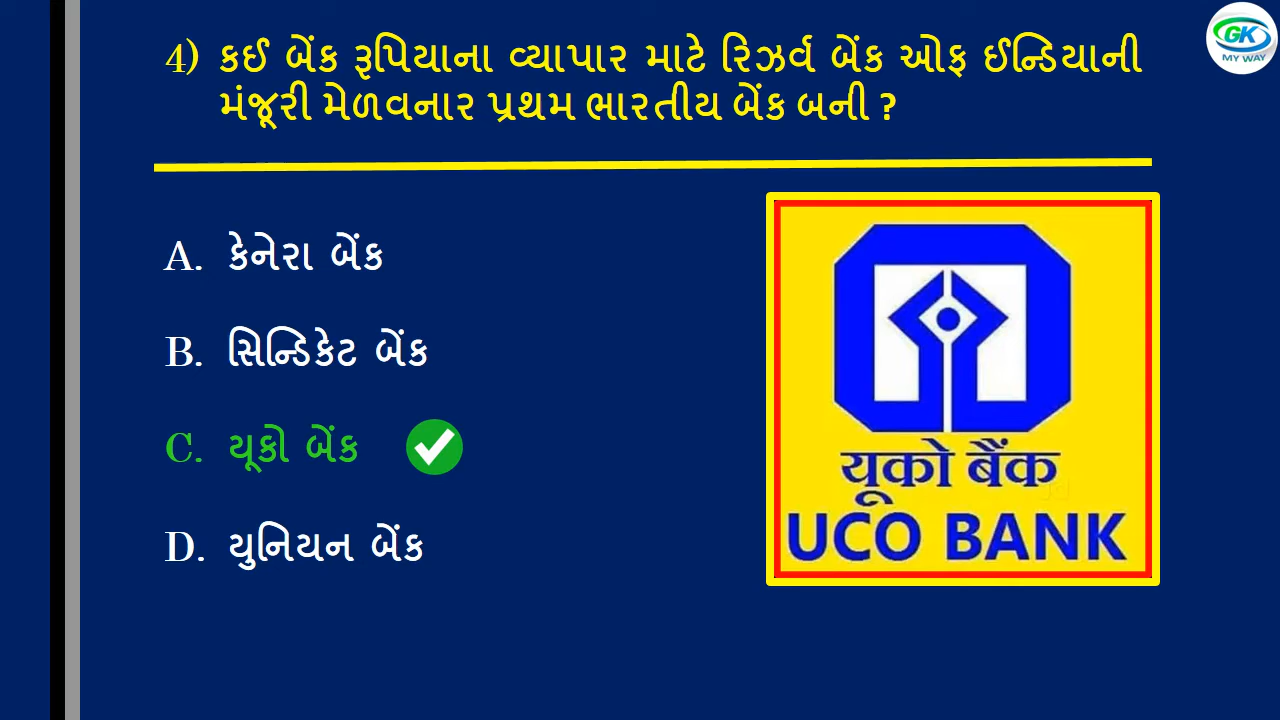 GK
MY WAY
4) કઈ બેંક રૂપિયાના વ્યાપાર માટે રિઝર્વ બેંક ઓફ ઈન્ડિયાની
મંજૂરી મેળવનાર પ્રથમ ભારતીય બેંક બની ?
A. કેનેરા બેંક
B. સિન્ડિકેટ બેંક
C. યૂકો બેંક
D. યુનિયન બેંક
यूको बैंक
UCO BANK